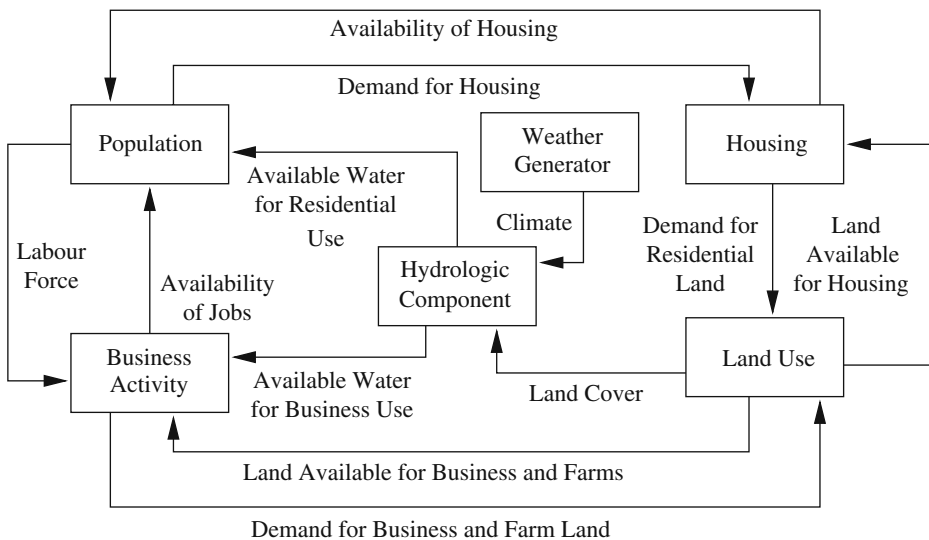 Availability of Housing
Demand for Housing
Population
Weather
Generator
Housing
Available Water
for Residential
Use
Climate
Demand for
Residential
Land
Land
Available
for Housing
Labour
Force
Availability
of Jobs
Hydrologic
Component
Business
Activity
Available Water
for Business Use
Land Cover
Land Use
Land Available for Business and Farms
Demand for Business and Farm Land